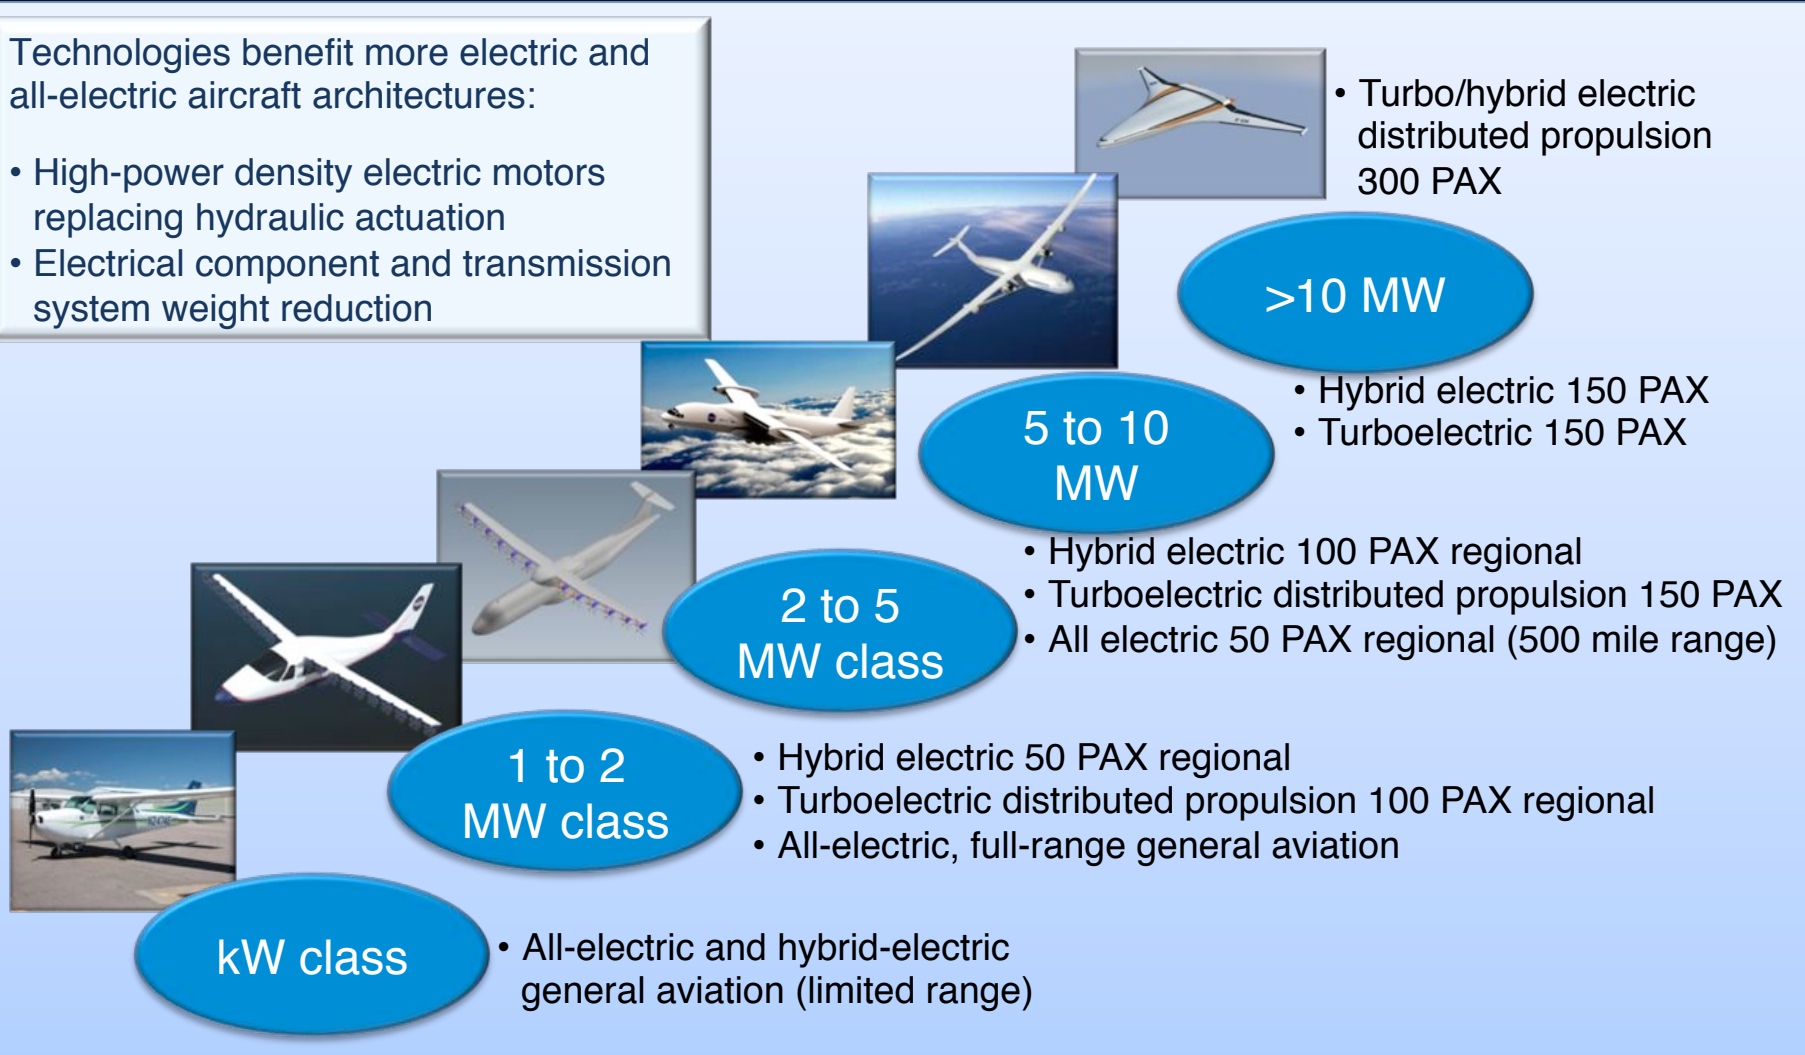 Technologies benefit more electric and
all-electric aircraft architectures:
• High-power density electric motors
replacing hydraulic actuation
• Electrical component and transmission
system weight reduction
• Turbo/hybrid electric
distributed propulsion
300 PAX
>10 MW
• Hybrid electric 150 PAX
• Turboelectric 150 PAX
5 to 10
MW
• Hybrid electric 100 PAX regional
• Turboelectric distributed propulsion 150 PAX
• All electric 50 PAX regional (500 mile range)
2 to 5
MW class
• Hybrid electric 50 PAX regional
• Turboelectric distributed propulsion 100 PAX regional
• All-electric, full-range general aviation
1 to 2
MW class
• All-electric and hybrid-electric
general aviation (limited range)
kW class